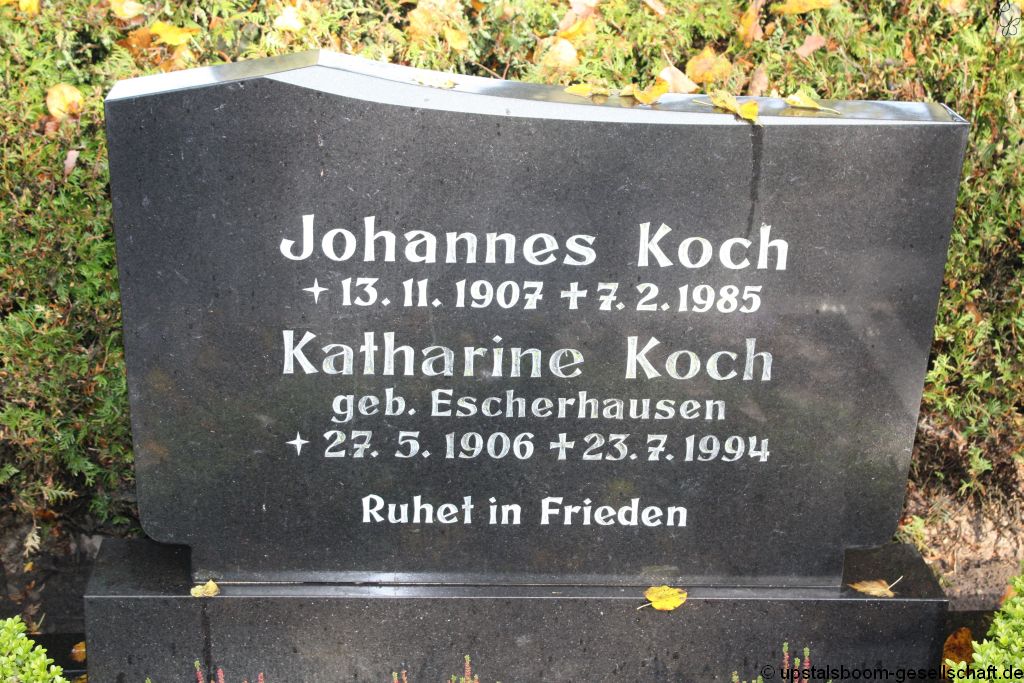 Johannes Koch
✦ 13. 11. 1907 ✝ 7. 2. 1985
Katharine Koch
geb. Escherhausen
✦ 27. 5. 1906 ✝ 23. 7. 1994
Ruhet in Frieden
© upstalsboom-gesellschaft.de